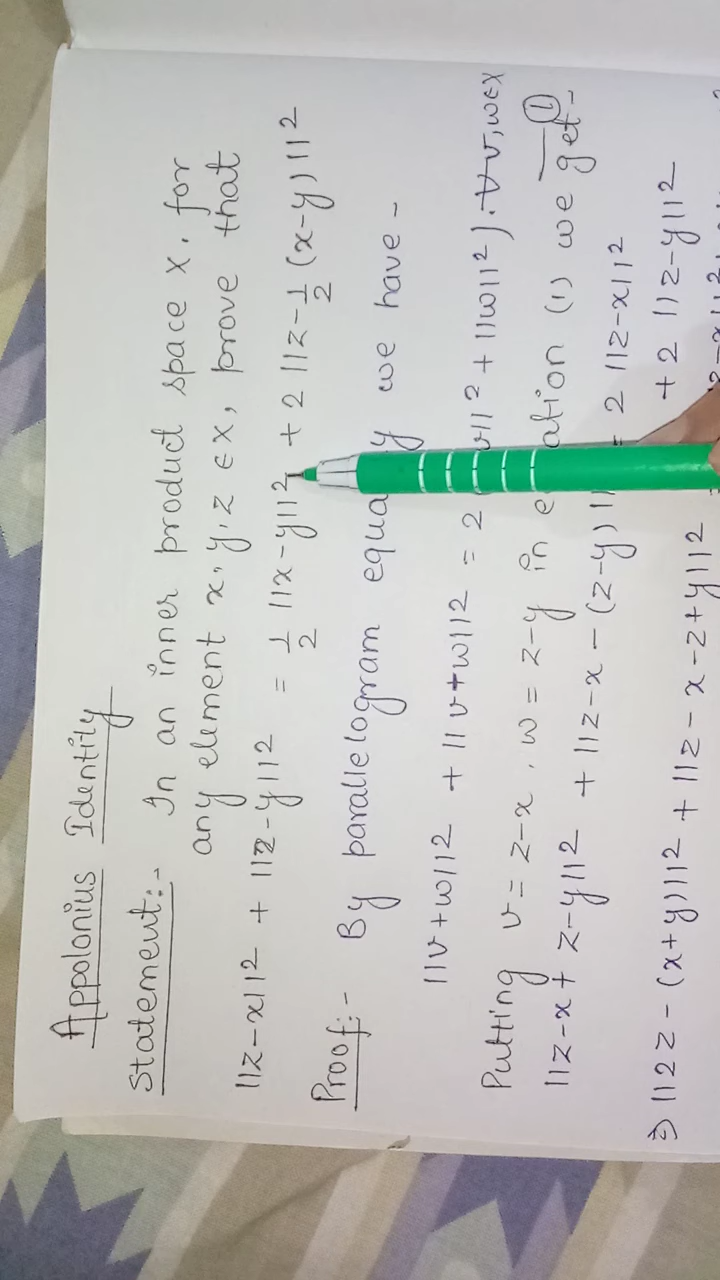 Appolonius Identity
Statement:- In an inner product space X, for
any element x, y, z ∈ X, prove that
||z-x||² + ||z-y||² = 1/2 ||x-y||² + 2 ||z - 1/2 (x-y)||²
Proof:- By parallelogram equa y we have -
||v+w||² + ||v+w||² = 2 v||² + ||w||²). ∀ v, w ∈ X
—①
Putting v = z-x, w = z-y in e ation (1) we get-
||z-x+z-y||² + ||z-x-(z-y)|| = 2 ||z-x||²
+ 2 ||z-y||²
⇒ ||2z-(x+y)||² + ||z-x-z+y||²